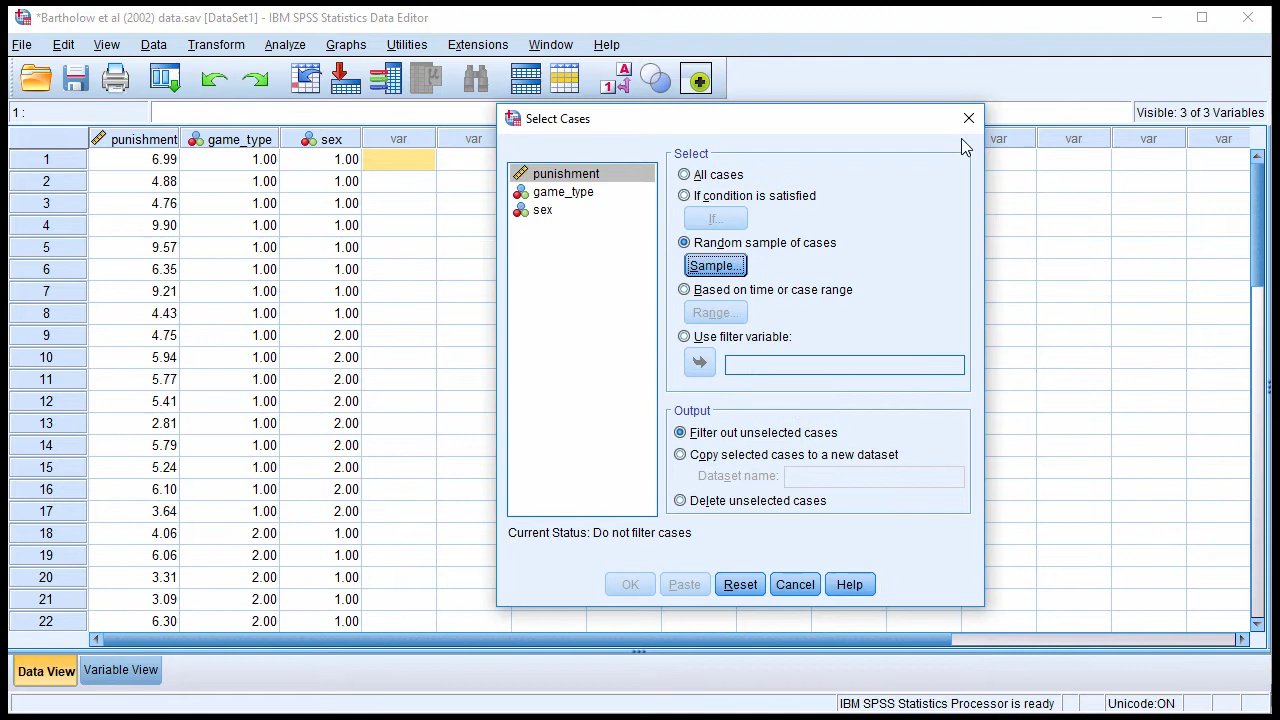 *Bartholow et al (2002) data.sav [DataSet1] - IBM SPSS Statistics Data Editor
File Edit View Data Transform Analyze Graphs Utilities Extensions Window Help
1 :
Visible: 3 of 3 Variables
punishment game_type sex var var var var var
1 6.99 1.00 1.00
2 4.88 1.00 1.00
3 4.76 1.00 1.00
4 9.90 1.00 1.00
5 9.57 1.00 1.00
6 6.35 1.00 1.00
7 9.21 1.00 1.00
8 4.43 1.00 1.00
9 4.75 1.00 2.00
10 5.94 1.00 2.00
11 5.77 1.00 2.00
12 5.41 1.00 2.00
13 2.81 1.00 2.00
14 5.79 1.00 2.00
15 5.24 1.00 2.00
16 6.10 1.00 2.00
17 3.64 1.00 2.00
18 4.06 2.00 1.00
19 6.06 2.00 1.00
20 3.31 2.00 1.00
21 3.09 2.00 1.00
22 6.30 2.00 1.00
Select Cases
punishment
game_type
sex
Select
All cases
If condition is satisfied
If...
Random sample of cases
Sample...
Based on time or case range
Range...
Use filter variable:
Output
Filter out unselected cases
Copy selected cases to a new dataset
Dataset name:
Delete unselected cases
Current Status: Do not filter cases
OK Paste Reset Cancel Help
Data View Variable View
IBM SPSS Statistics Processor is ready Unicode:ON